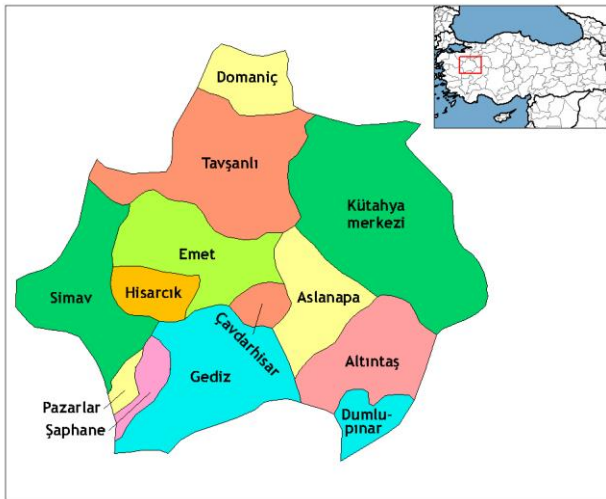 Domaniç
Tavşanlı
Kütahya
merkezi
Emet
Hisarcık
Simav
Aslanapa
Çavdarhisar
Altıntaş
Gediz
Pazarlar
Şaphane
Dumlu-
pınar